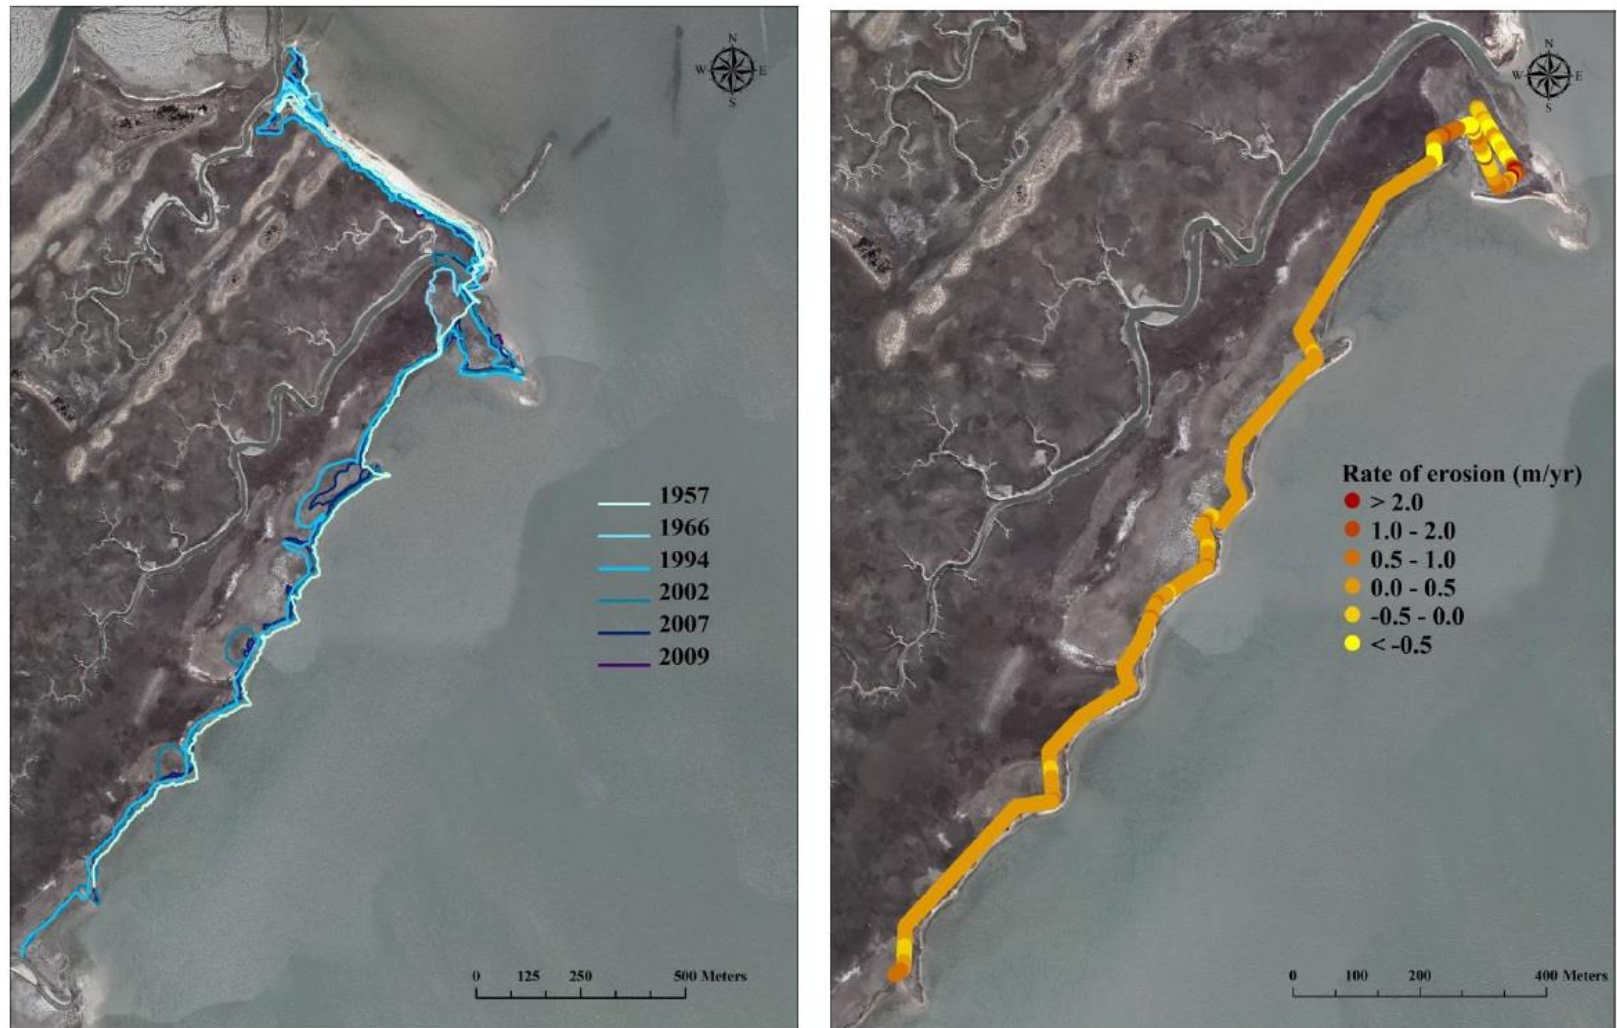 N
W E
S
1957
1966
1994
2002
2007
2009
0 125 250 500 Meters
N
W E
S
Rate of erosion (m/yr)
> 2.0
1.0 - 2.0
0.5 - 1.0
0.0 - 0.5
-0.5 - 0.0
< -0.5
0 100 200 400 Meters